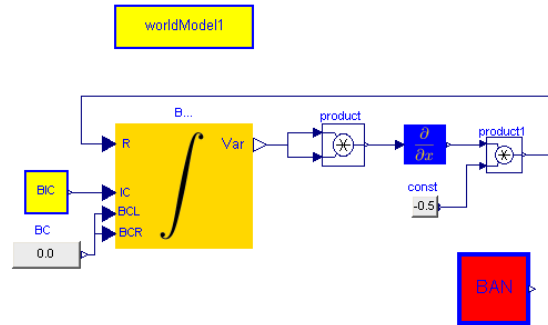 worldModel1
B...
product
product1
R
Var
∂
∂x
const
BIC
IC
BCL
-0.5
BC
BCR
0.0
BAN